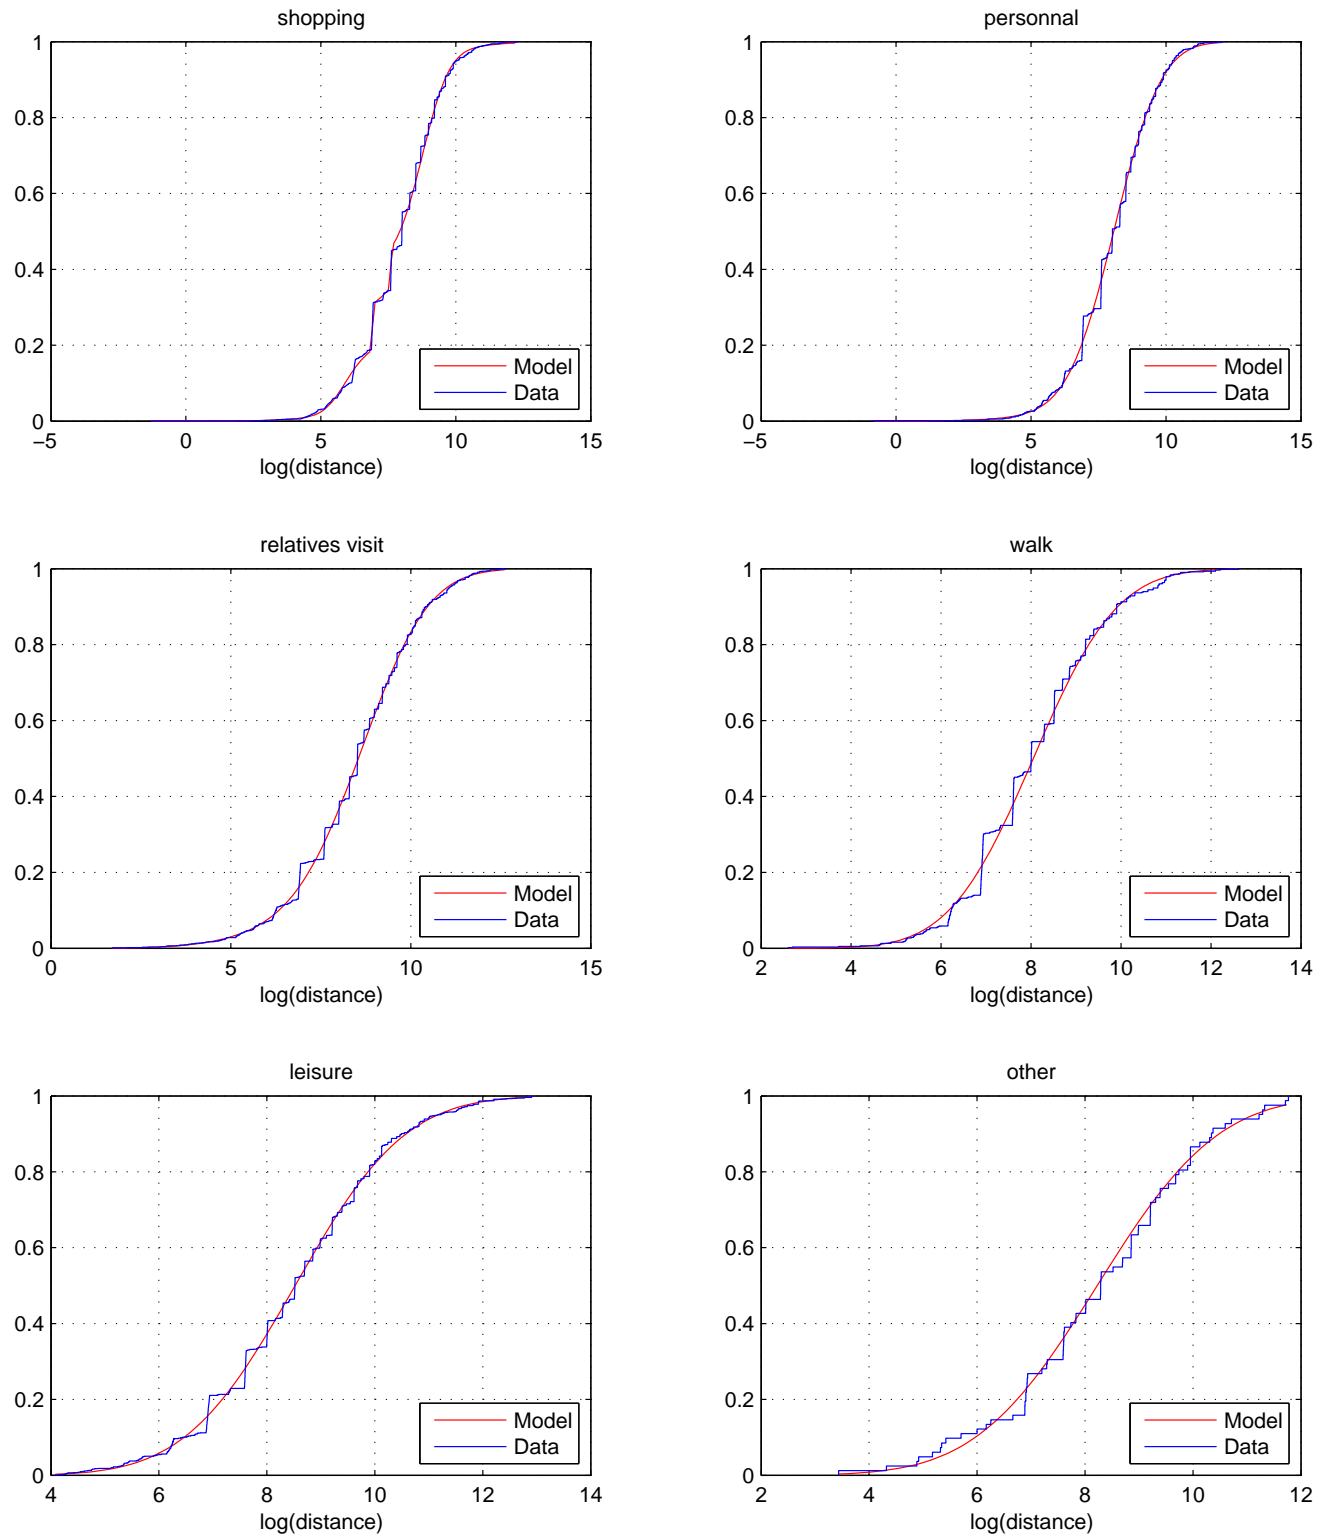 shopping
1
0.8
0.6
0.4
0.2
0
Model
Data
−5 0 5 10 15
log(distance)
personnal
1
0.8
0.6
0.4
0.2
0
Model
Data
−5 0 5 10 15
log(distance)
relatives visit
1
0.8
0.6
0.4
0.2
0
Model
Data
0 5 10 15
log(distance)
walk
1
0.8
0.6
0.4
0.2
0
Model
Data
2 4 6 8 10 12 14
log(distance)
leisure
1
0.8
0.6
0.4
0.2
0
Model
Data
4 6 8 10 12 14
log(distance)
other
1
0.8
0.6
0.4
0.2
0
Model
Data
2 4 6 8 10 12
log(distance)